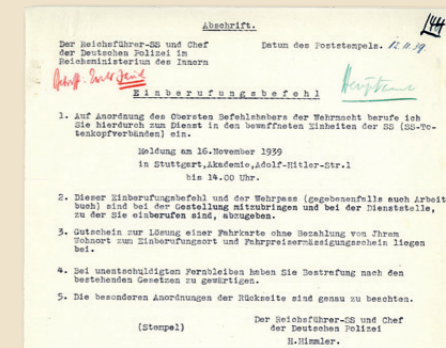 Abschrift.
Der Reichsführer-SS und Chef Datum des Poststempels. 12.11.39.
der Deutschen Polizei im
Reichsministerium des Innern
Einberufungsbefehl
1. Auf Anordnung des Obersten Befehlshabers der Wehrmacht berufe ich
Sie hierdurch zum Dienst in den bewaffneten Einheiten der SS (SS-To-
tenkopfverbänden) ein.
Meldung am 16.November 1939
in Stuttgart,Akademie,Adolf-Hitler-Str.1
bis 14.00 Uhr.
2. Dieser Einberufungsbefehl und der Wehrpass (gegebenenfalls auch Arbeit
buch) sind bei der Gestellung mitzubringen und bei der Dienststelle,
zu der Sie einberufen sind, abzugeben.
3. Gutschein zur Lösung einer Fahrkarte ohne Bezahlung von Jhrem
Wohnort zum Einberufungsort und Fahrpreisermässigungsschein liegen
bei.
4. Bei unentschuldigtem Fernbleiben haben Sie Bestrafung nach den
bestehenden Gesetzen zu gewärtigen.
5. Die besonderen Anordnungen der Rückseite sind genau zu beachten.
Der Reichsführer-SS und Chef
(Stempel) der Deutschen Polizei
H.Himmler.